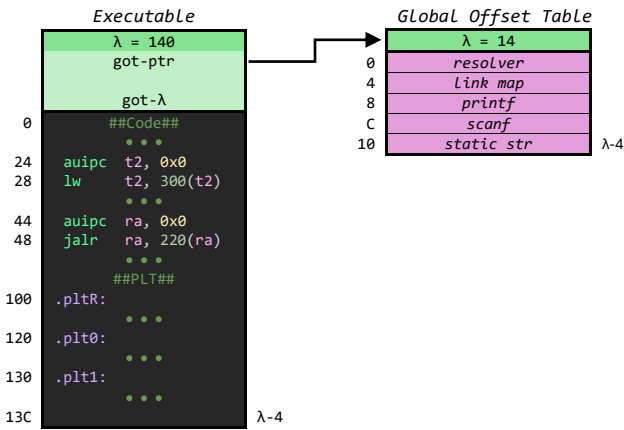 Executable
λ = 140
got-ptr
got-λ
0 ##Code##
•••
24 auipc t2, 0x0
28 lw t2, 300(t2)
•••
44 auipc ra, 0x0
48 jalr ra, 220(ra)
•••
##PLT##
100 .pltR:
•••
120 .plt0:
•••
130 .plt1:
•••
13C λ-4
Global Offset Table
λ = 14
0 resolver
4 link map
8 printf
C scanf
10 static str λ-4